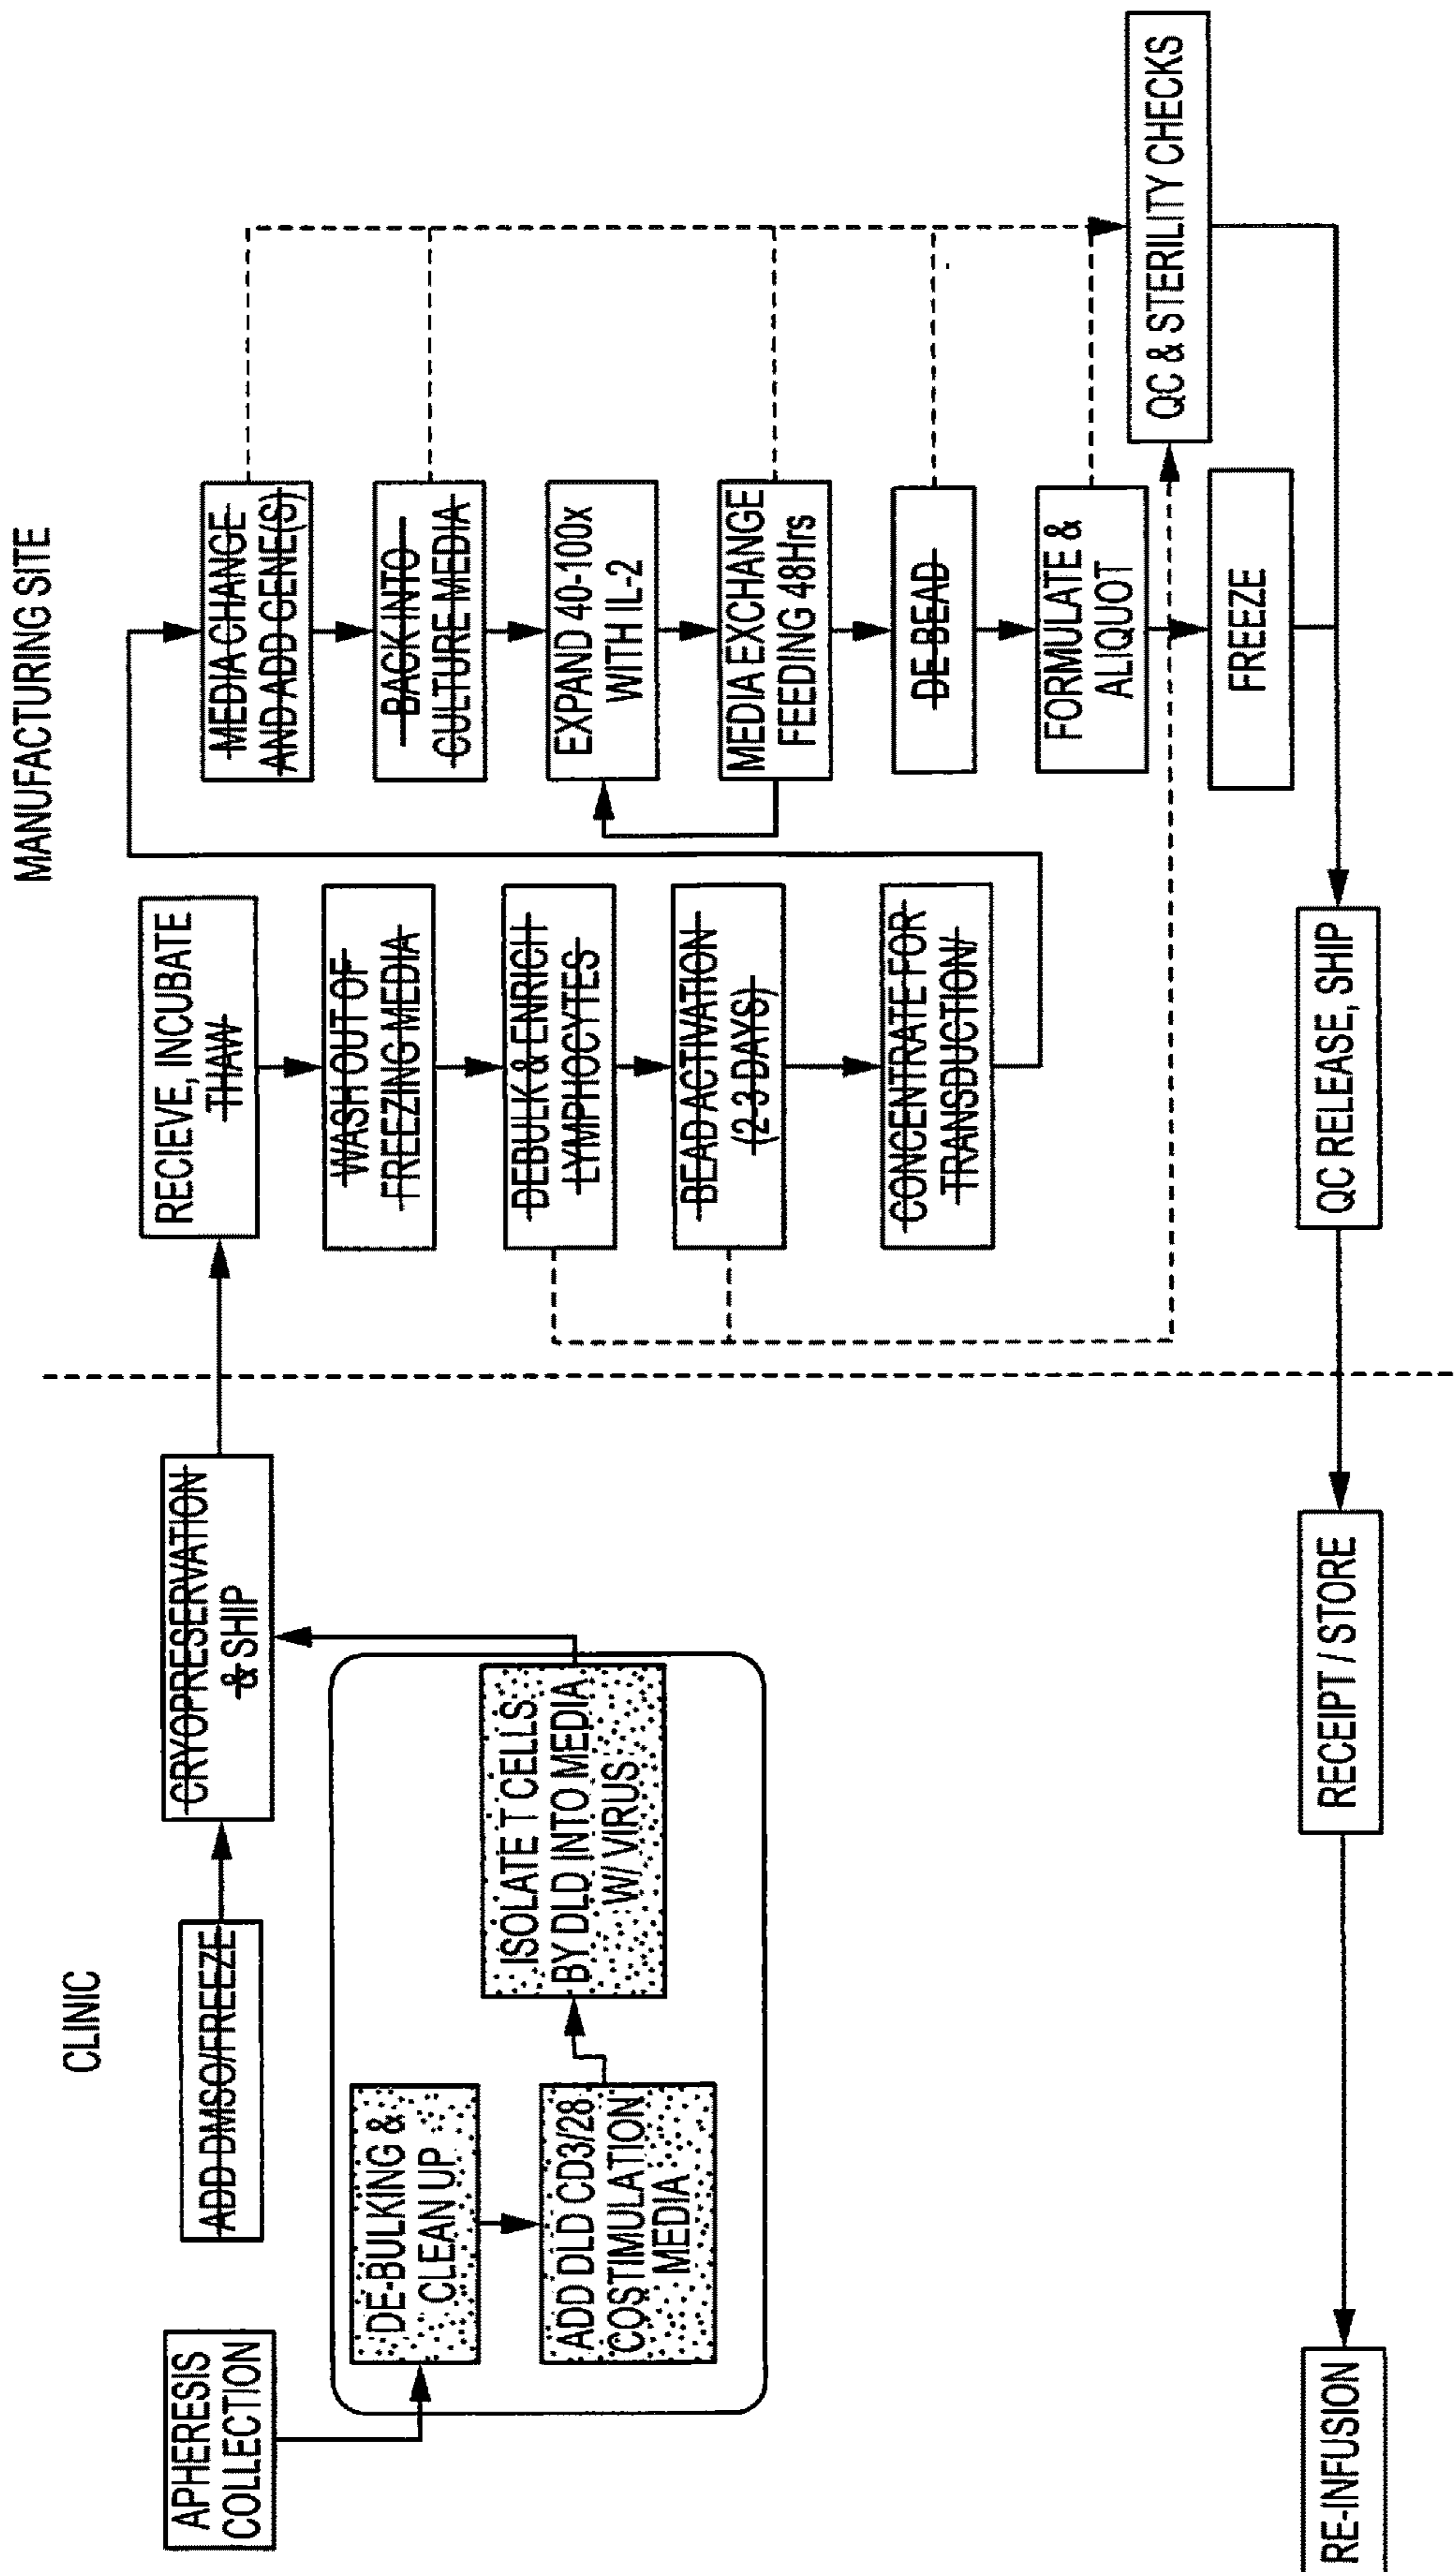 CLINIC
MANUFACTURING SITE
APHERESIS
COLLECTION
ADD DMSO/FREEZE
CRYOPRESERVATION
& SHIP
DE-BULKING &
CLEAN UP
ADD DLD CD3/28
COSTIMULATION
MEDIA
ISOLATE T CELLS
BY DLD INTO MEDIA
W/ VIRUS
RECIEVE, INCUBATE
THAW
WASH OUT OF
FREEZING MEDIA
DEBULK & ENRICH
LYMPHOCYTES
BEAD ACTIVATION
(2-3 DAYS)
CONCENTRATE FOR
TRANSDUCTION/
MEDIA CHANGE
AND ADD GENE(S)
BACK INTO
CULTURE MEDIA
EXPAND 40-100x
WITH IL-2
MEDIA EXCHANGE
FEEDING 48Hrs
DE BEAD
FORMULATE &
ALIQUOT
FREEZE
QC & STERILITY CHECKS
QC RELEASE, SHIP
RECEIPT / STORE
RE-INFUSION